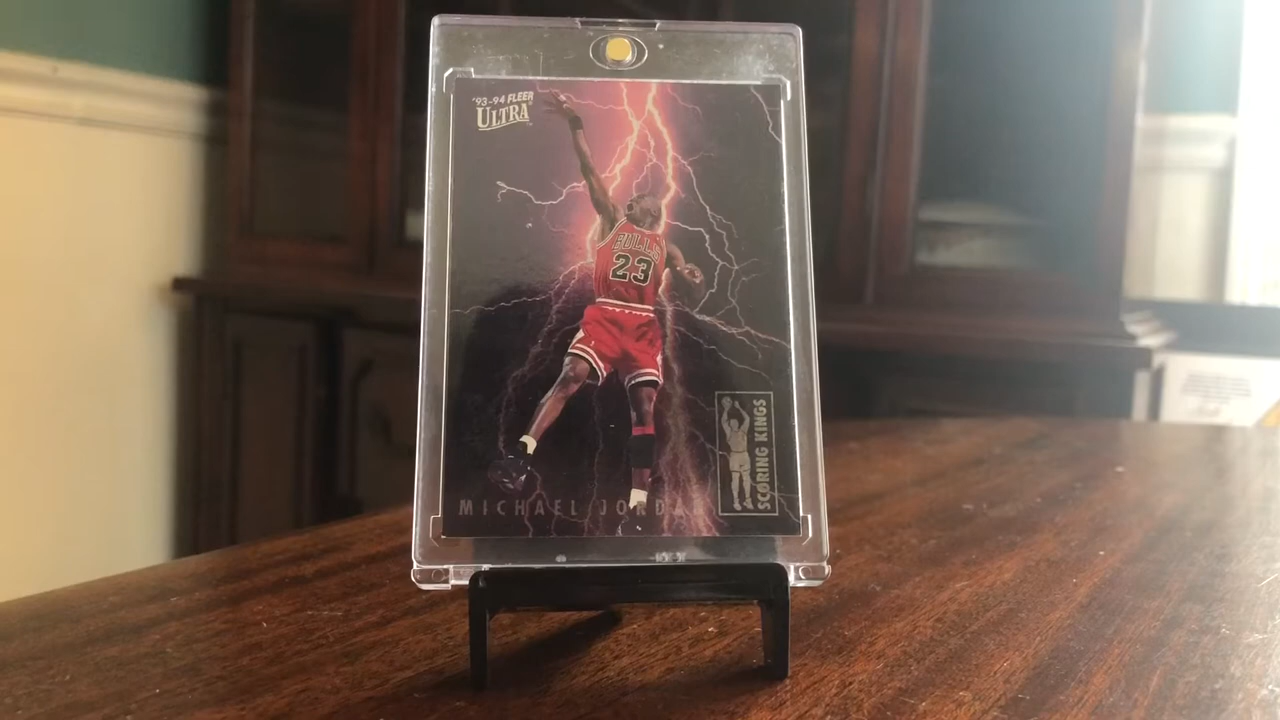 '93-94 FLEER
ULTRA
BULLS
23
SCORING KINGS
MICHAEL JORDAN